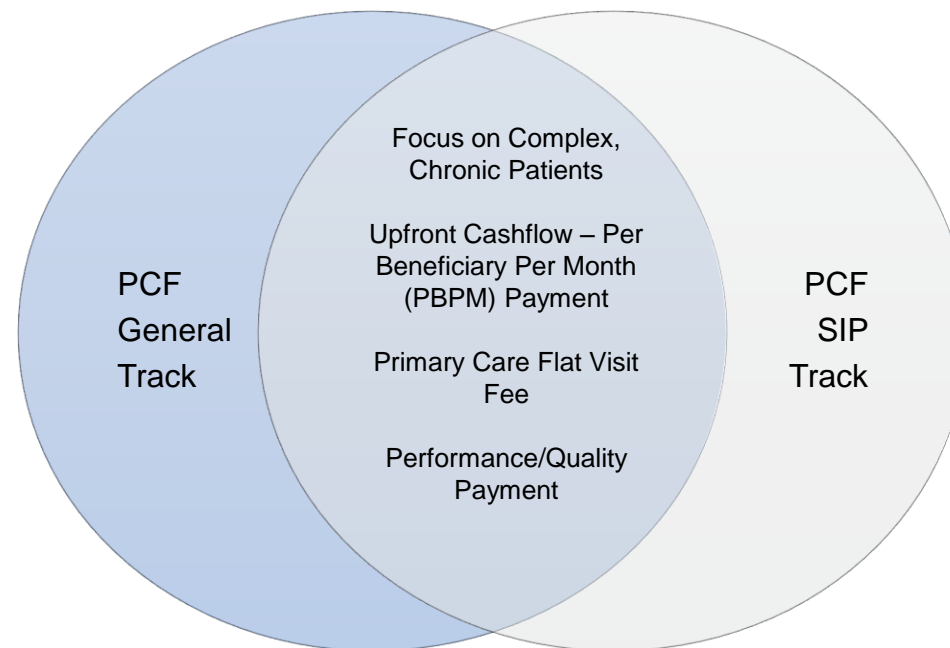 PCF
General
Track
Focus on Complex,
Chronic Patients
Upfront Cashflow – Per
Beneficiary Per Month
(PBPM) Payment
Primary Care Flat Visit
Fee
Performance/Quality
Payment
PCF
SIP
Track